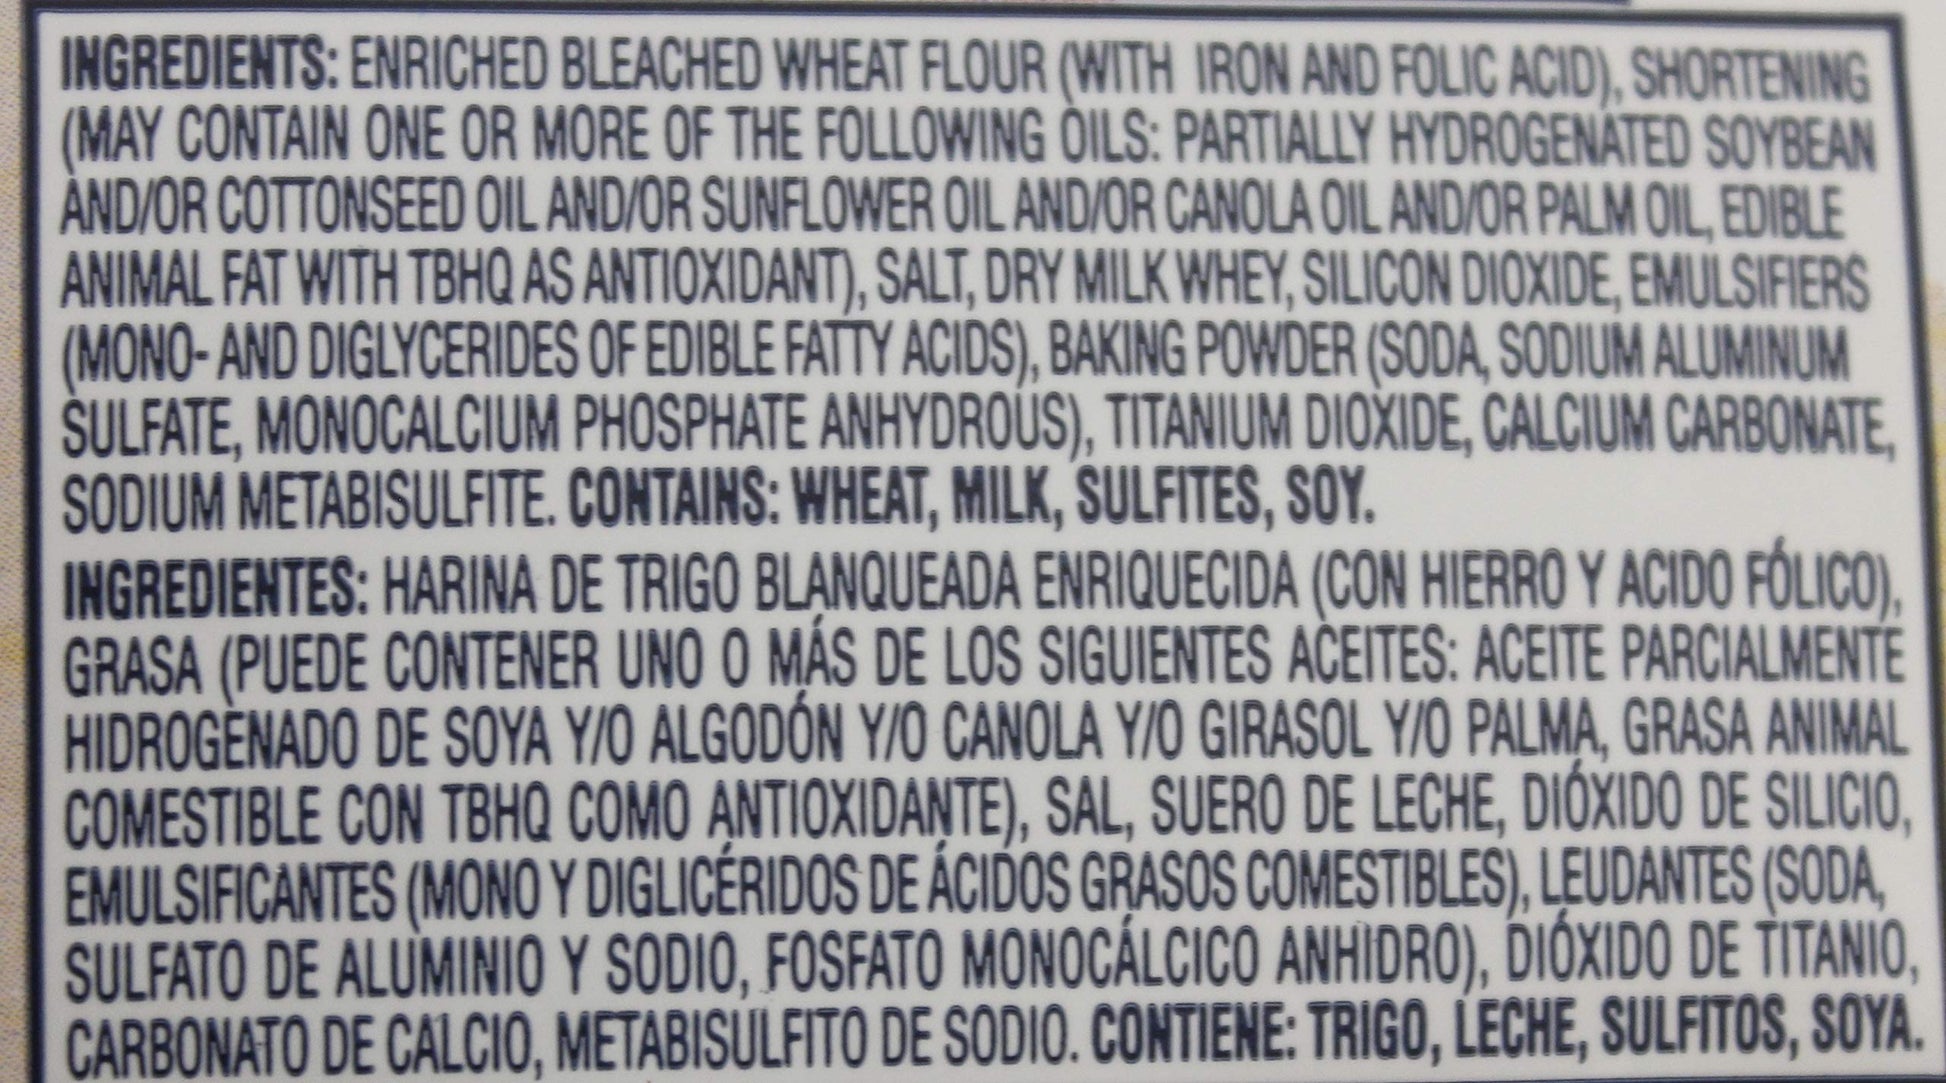 INGREDIENTS: ENRICHED BLEACHED WHEAT FLOUR (WITH IRON AND FOLIC ACID), SHORTENING
(MAY CONTAIN ONE OR MORE OF THE FOLLOWING OILS: PARTIALLY HYDROGENATED SOYBEAN
AND/OR COTTONSEED OIL AND/OR SUNFLOWER OIL AND/OR CANOLA OIL AND/OR PALM OIL, EDIBLE
ANIMAL FAT WITH TBHQ AS ANTIOXIDANT), SALT, DRY MILK WHEY, SILICON DIOXIDE, EMULSIFIERS
(MONO- AND DIGLYCERIDES OF EDIBLE FATTY ACIDS), BAKING POWDER (SODA, SODIUM ALUMINUM
SULFATE, MONOCALCIUM PHOSPHATE ANHYDROUS), TITANIUM DIOXIDE, CALCIUM CARBONATE,
SODIUM METABISULFITE. CONTAINS: WHEAT, MILK, SULFITES, SOY.
INGREDIENTES: HARINA DE TRIGO BLANQUEADA ENRIQUECIDA (CON HIERRO Y ACIDO FÓLICO),
GRASA (PUEDE CONTENER UNO O MÁS DE LOS SIGUIENTES ACEITES: ACEITE PARCIALMENTE
HIDROGENADO DE SOYA Y/O ALGODÓN Y/O CANOLA Y/O GIRASOL Y/O PALMA, GRASA ANIMAL
COMESTIBLE CON TBHQ COMO ANTIOXIDANTE), SAL, SUERO DE LECHE, DIÓXIDO DE SILICIO,
EMULSIFICANTES (MONO Y DIGLICÉRIDOS DE ÁCIDOS GRASOS COMESTIBLES), LEUDANTES (SODA,
SULFATO DE ALUMINIO Y SODIO, FOSFATO MONOCÁLCICO ANHIDRO), DIÓXIDO DE TITANIO,
CARBONATO DE CALCIO, METABISULFITO DE SODIO. CONTIENE: TRIGO, LECHE, SULFITOS, SOYA.